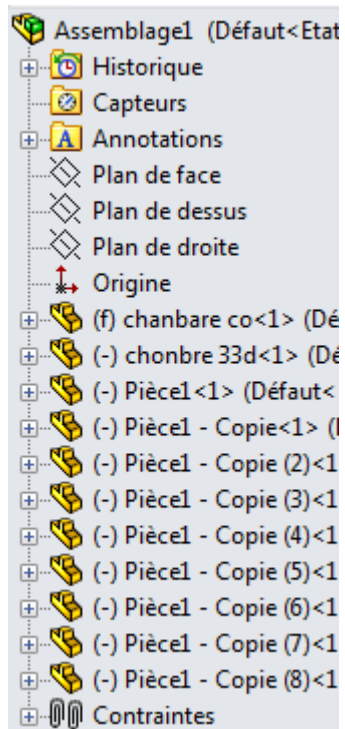 Assemblage1 (Défaut<Etat
Historique
Capteurs
Annotations
Plan de face
Plan de dessus
Plan de droite
Origine
(f) chanbare co<1> (Dé
(-) chonbre 33d<1> (Dé
(-) Pièce1<1> (Défaut<
(-) Pièce1 - Copie<1> (
(-) Pièce1 - Copie (2)<1
(-) Pièce1 - Copie (3)<1
(-) Pièce1 - Copie (4)<1
(-) Pièce1 - Copie (5)<1
(-) Pièce1 - Copie (6)<1
(-) Pièce1 - Copie (7)<1
(-) Pièce1 - Copie (8)<1
Contraintes